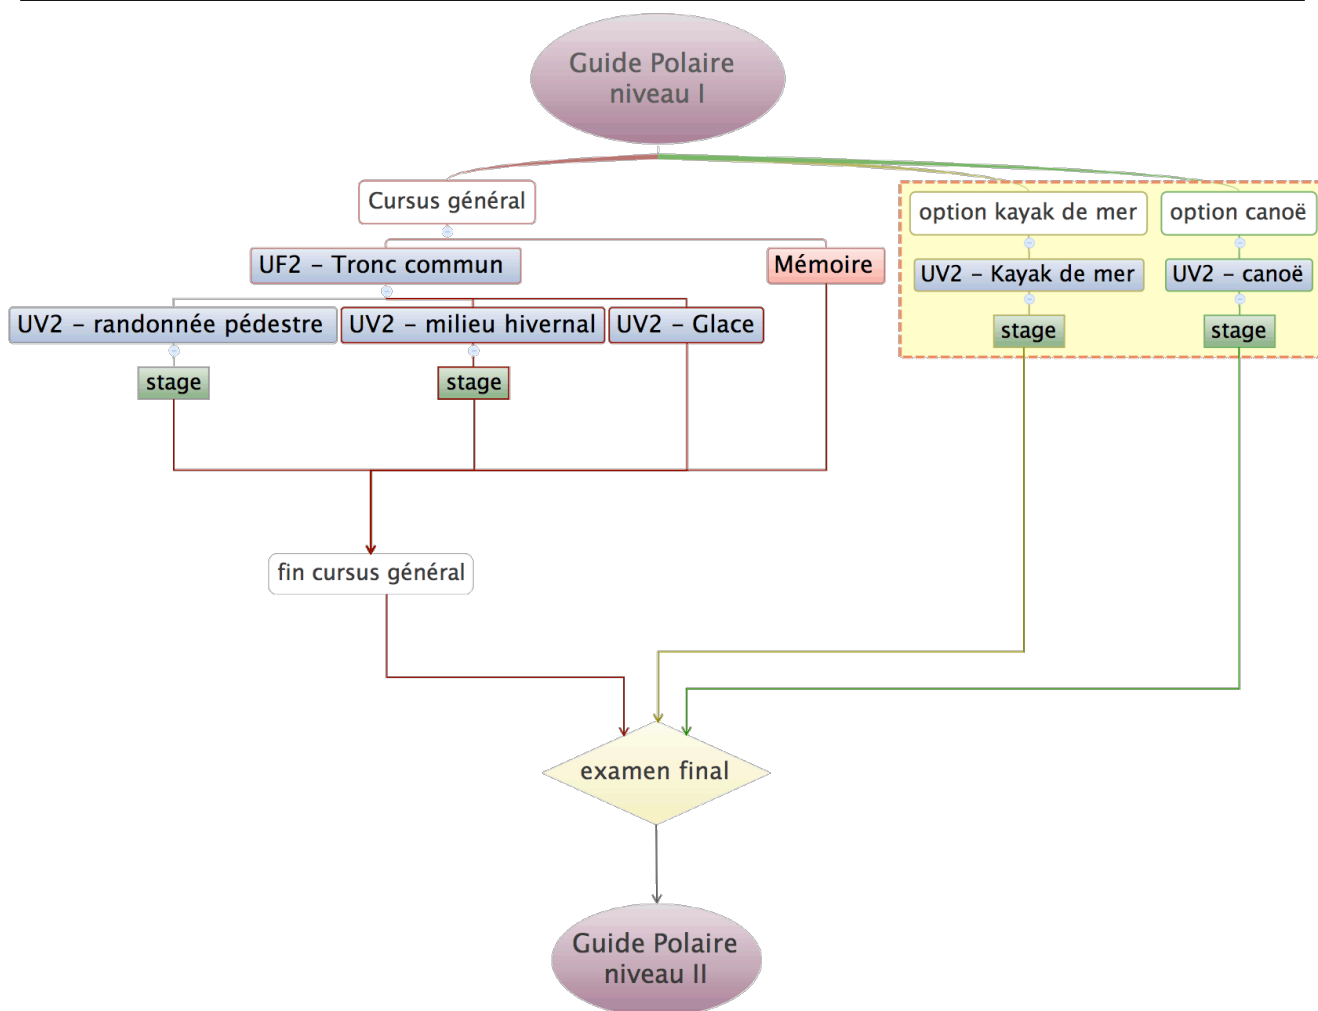 Guide Polaire
niveau I
Cursus général
option kayak de mer
option canoë
UF2 – Tronc commun
Mémoire
UV2 – Kayak de mer
UV2 – canoë
UV2 – randonnée pédestre
UV2 – milieu hivernal
UV2 – Glace
stage
stage
stage
stage
fin cursus général
examen final
Guide Polaire
niveau II